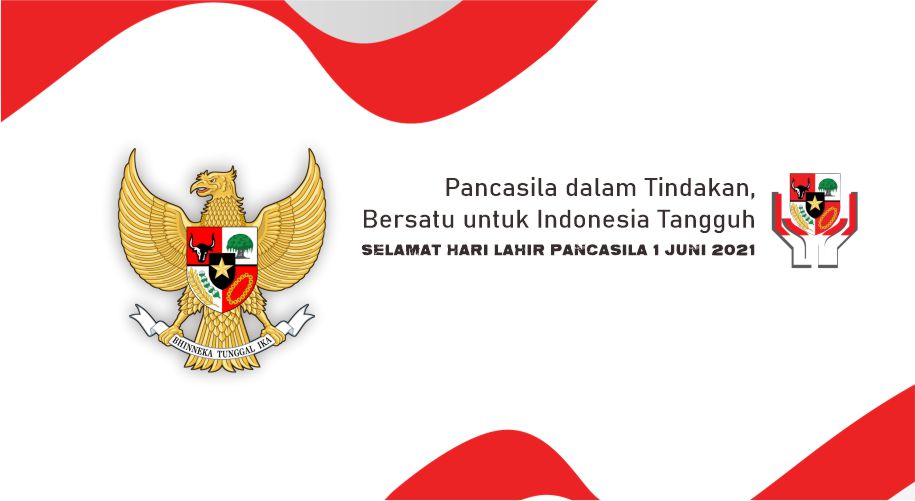 Pancasila dalam Tindakan,
Bersatu untuk Indonesia Tangguh
SELAMAT HARI LAHIR PANCASILA 1 JUNI 2021
BHINNEKA TUNGGAL IKA